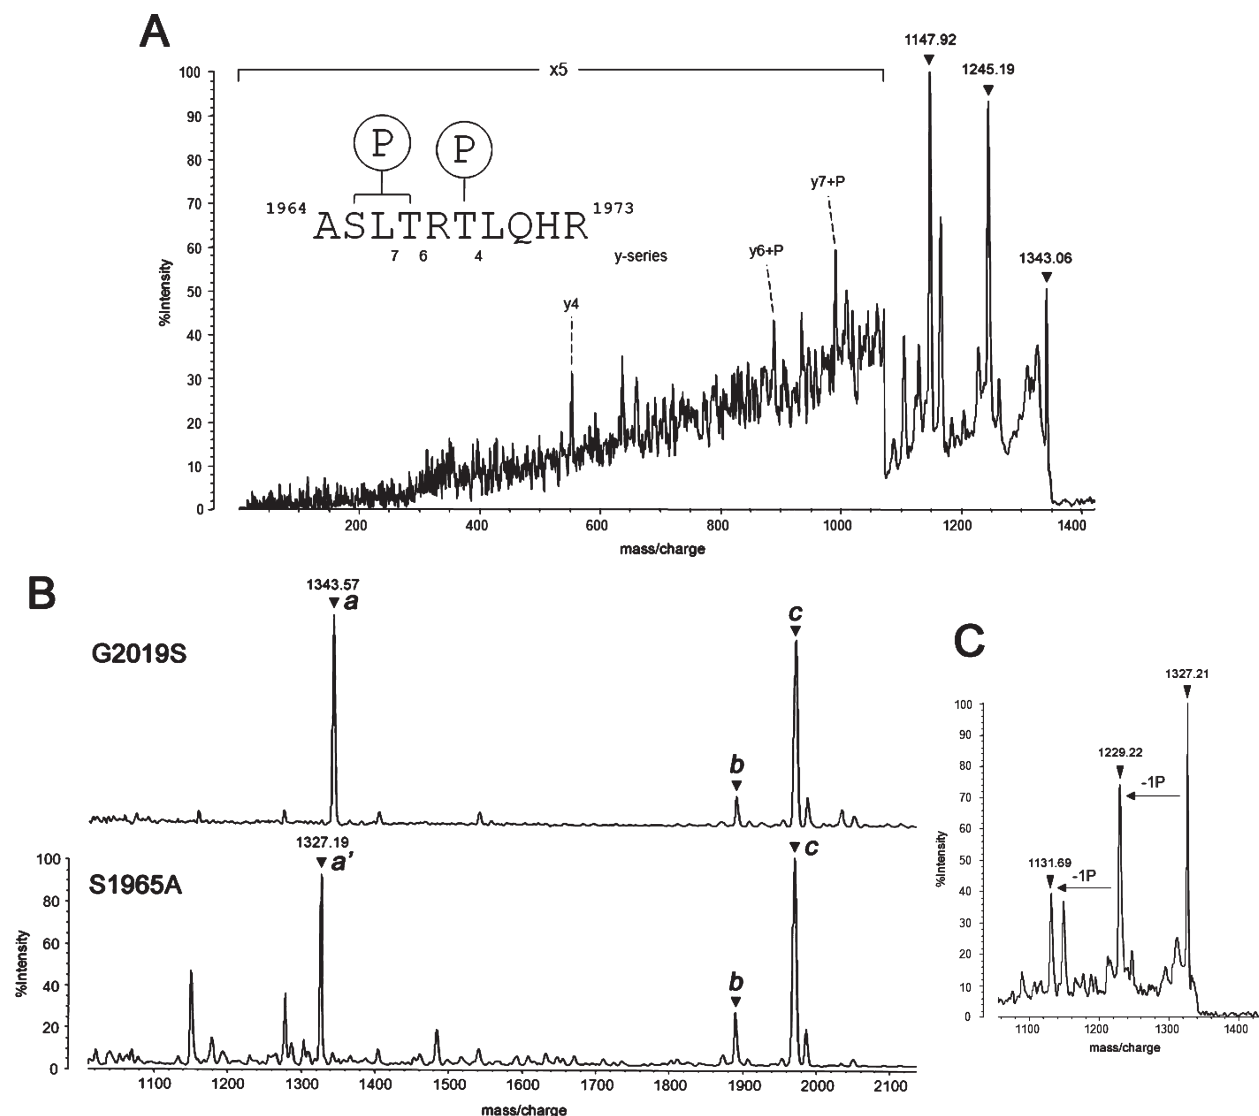 A
1147.92
1245.19
x5
100
90
80
70
60
50
40
30
20
10
0
%Intensity
P P
1964 ASLTRTLQHR 1973
7 6 4
y-series
y4
y6+P
y7+P
1343.06
200 400 600 800 1000 1200 1400
mass/charge
B
1343.57
a
G2019S
b
c
1327.19
a'
S1965A
b
c
100
80
60
40
20
0
%Intensity
1100 1200 1300 1400 1500 1600 1700 1800 1900 2000 2100
mass/charge
C
1327.21
1229.22
-1P
1131.69
-1P
100
90
80
70
60
50
40
30
20
10
0
%Intensity
1100 1200 1300 1400
mass/charge